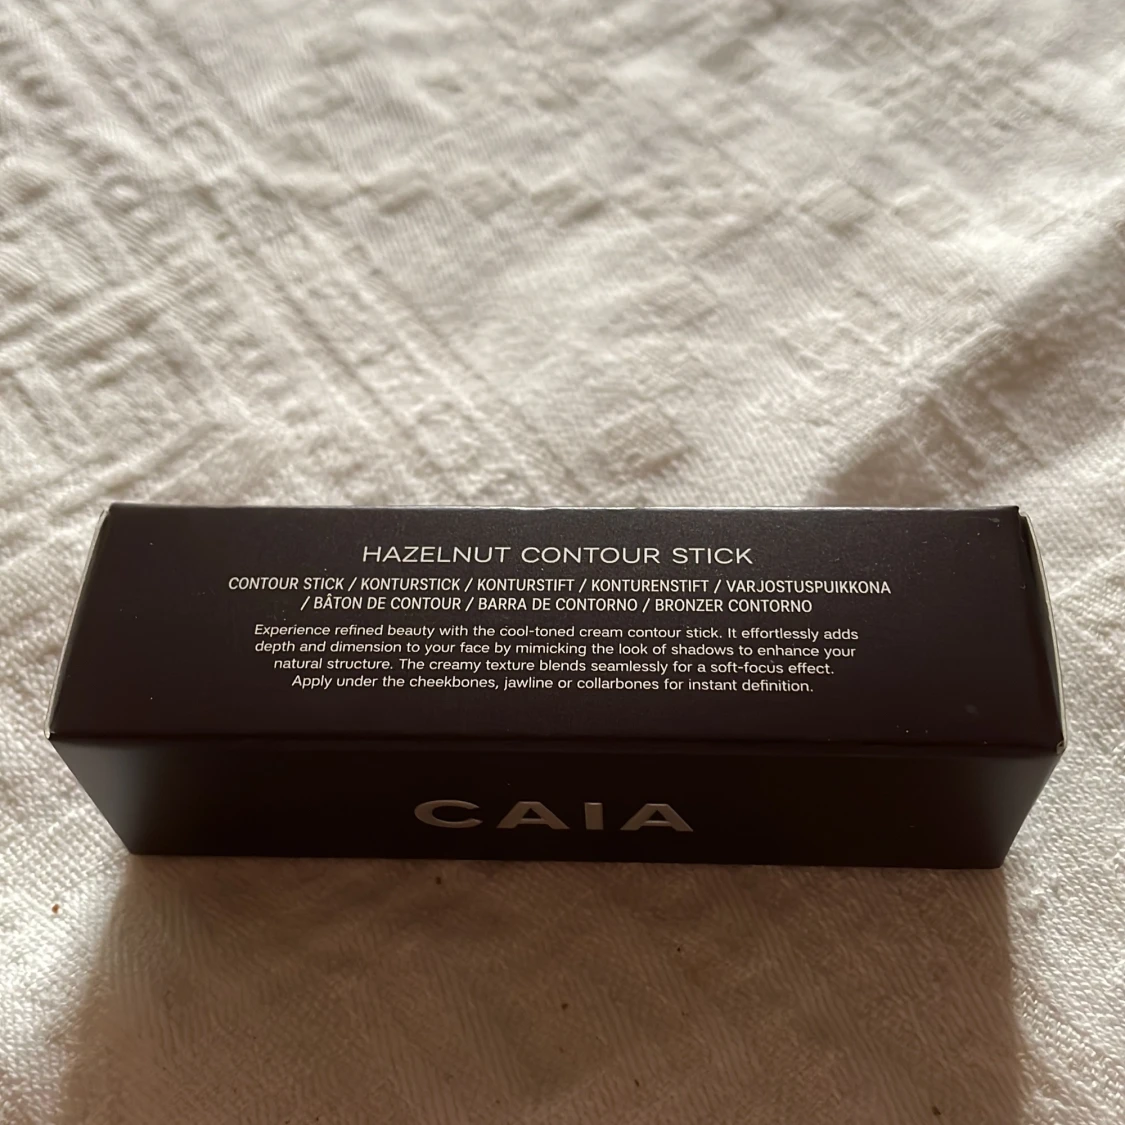 HAZELNUT CONTOUR STICK
CONTOUR STICK / KONTURSTICK / KONTURSTIFT / KONTURENSTIFT / VARJOSTUSPUIKKONA
/ BÂTON DE CONTOUR / BARRA DE CONTORNO / BRONZER CONTORNO
Experience refined beauty with the cool-toned cream contour stick. It effortlessly adds
depth and dimension to your face by mimicking the look of shadows to enhance your
natural structure. The creamy texture blends seamlessly for a soft-focus effect.
Apply under the cheekbones, jawline or collarbones for instant definition.
CAIA